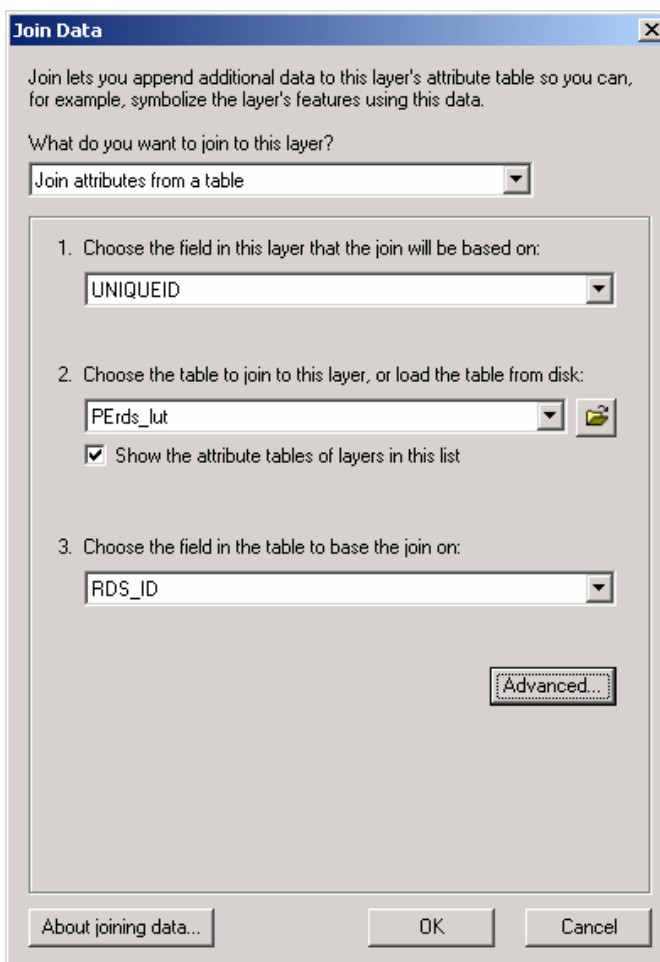 Join Data
Join lets you append additional data to this layer's attribute table so you can,
for example, symbolize the layer's features using this data.
What do you want to join to this layer?
Join attributes from a table
1. Choose the field in this layer that the join will be based on:
UNIQUEID
2. Choose the table to join to this layer, or load the table from disk:
PErds_lut
Show the attribute tables of layers in this list
3. Choose the field in the table to base the join on:
RDS_ID
Advanced...
About joining data...
OK
Cancel